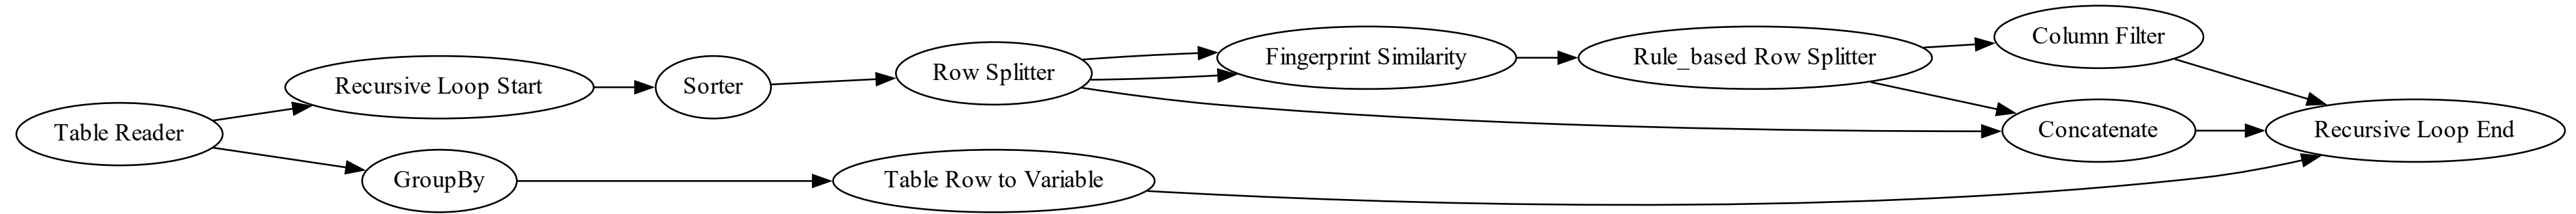 Table Reader
Recursive Loop Start
GroupBy
Sorter
Table Row to Variable
Row Splitter
Fingerprint Similarity
Rule_based Row Splitter
Column Filter
Concatenate
Recursive Loop End